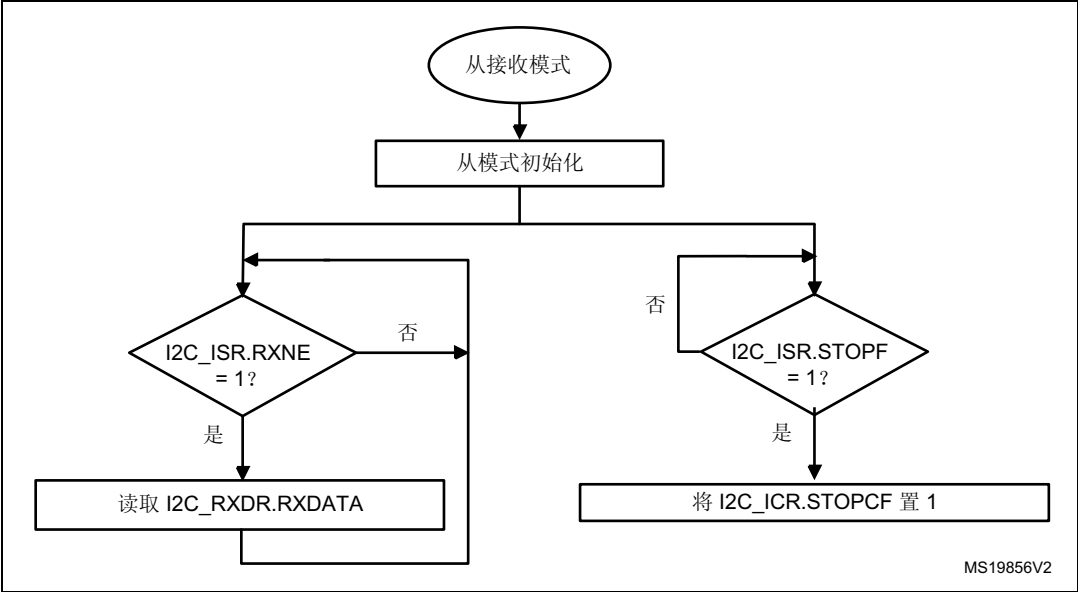 从接收模式
从模式初始化
否
I2C_ISR.RXNE
= 1？
是
读取 I2C_RXDR.RXDATA
否
I2C_ISR.STOPF
= 1？
是
将 I2C_ICR.STOPCF 置 1
MS19856V2